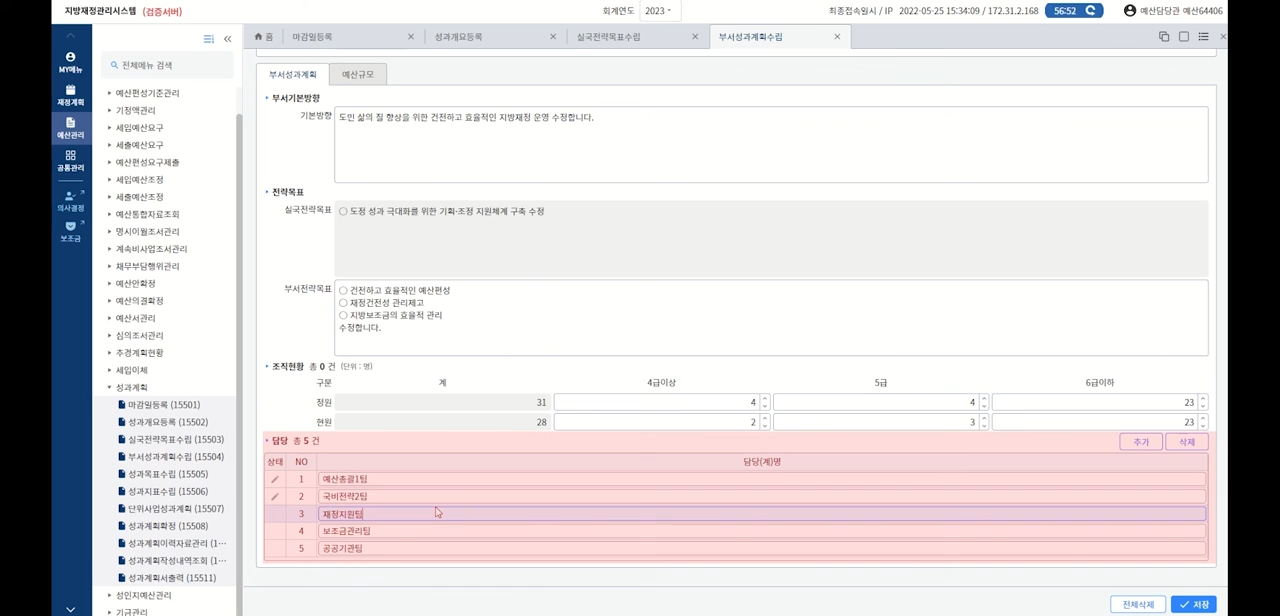 지방재정관리시스템 (검증서버)
회계연도 2023
최종접속일시 / IP 2022-05-25 15:34:09 / 172.31.2.168 56:52 예산담당관 예산64406
홈 마감일등록 성과개요등록 실국전략목표수립 부서성과계획수립
MY메뉴
재정계획
예산관리
공통관리
의사결정
보조금
전체메뉴 검색
예산편성기준관리
기정액관리
세입예산요구
세출예산요구
예산편성요구제출
세입예산조정
세출예산조정
예산통합자료조회
명시이월조서관리
계속비사업조서관리
채무부담행위관리
예산안확정
예산의결확정
예산서관리
심의조서관리
추경계획현황
세입이체
성과계획
마감일등록 (15501)
성과개요등록 (15502)
실국전략목표수립 (15503)
부서성과계획수립 (15504)
성과목표수립 (15505)
성과지표수립 (15506)
단위사업성과계획 (15507)
성과계획확정 (15508)
성과계획이력자료관리 (1···
성과계획작성내역조회 (1···
성과계획서출력 (15511)
성인지예산관리
기금관리
부서성과계획 예산규모
부서기본방향
기본방향 도민 삶의 질 향상을 위한 건전하고 효율적인 지방재정 운영 수정합니다.
전략목표
실국전략목표 ○ 도정 성과 극대화를 위한 기획·조정 지원체계 구축 수정
부서전략목표 ○ 건전하고 효율적인 예산편성
○ 재정건전성 관리제고
○ 지방보조금의 효율적 관리
수정합니다.
조직현황 총 0 건 (단위 : 명)
구분 계 4급이상 5급 6급이하
정원 31 4 4 23
현원 28 2 3 23
담당 총 5 건 추가 삭제
상태 NO 담당(계)명
1 예산총괄1팀
2 국비전략2팀
3 재정지원팀
4 보조금관리팀
5 공공기관팀
전체삭제 저장